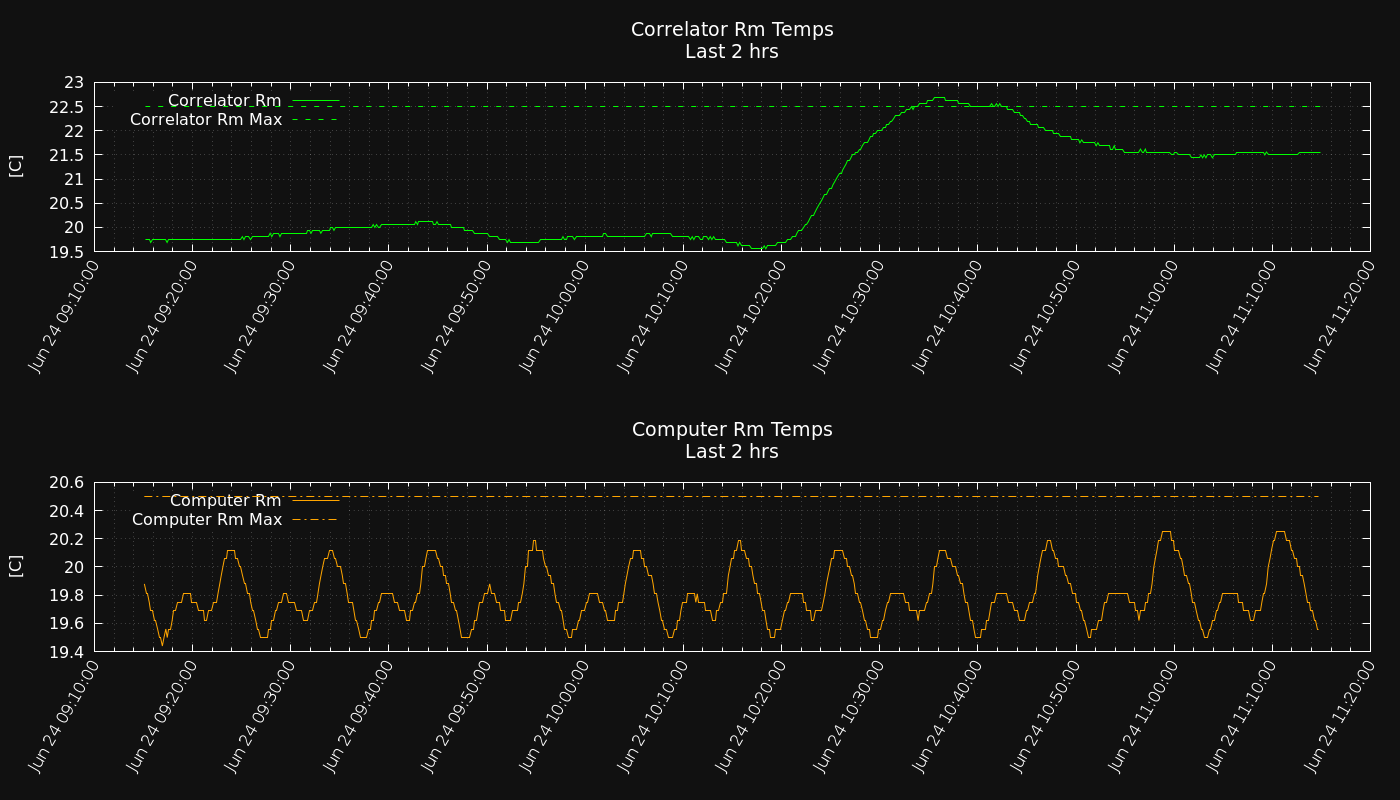 Correlator Rm Temps
Last 2 hrs
23
22.5
22
21.5
21
20.5
20
19.5
[C]
Correlator Rm
Correlator Rm Max
Jun 24 09:10:00
Jun 24 09:20:00
Jun 24 09:30:00
Jun 24 09:40:00
Jun 24 09:50:00
Jun 24 10:00:00
Jun 24 10:10:00
Jun 24 10:20:00
Jun 24 10:30:00
Jun 24 10:40:00
Jun 24 10:50:00
Jun 24 11:00:00
Jun 24 11:10:00
Jun 24 11:20:00
Computer Rm Temps
Last 2 hrs
20.6
20.4
20.2
20
19.8
19.6
19.4
[C]
Computer Rm
Computer Rm Max
Jun 24 09:10:00
Jun 24 09:20:00
Jun 24 09:30:00
Jun 24 09:40:00
Jun 24 09:50:00
Jun 24 10:00:00
Jun 24 10:10:00
Jun 24 10:20:00
Jun 24 10:30:00
Jun 24 10:40:00
Jun 24 10:50:00
Jun 24 11:00:00
Jun 24 11:10:00
Jun 24 11:20:00